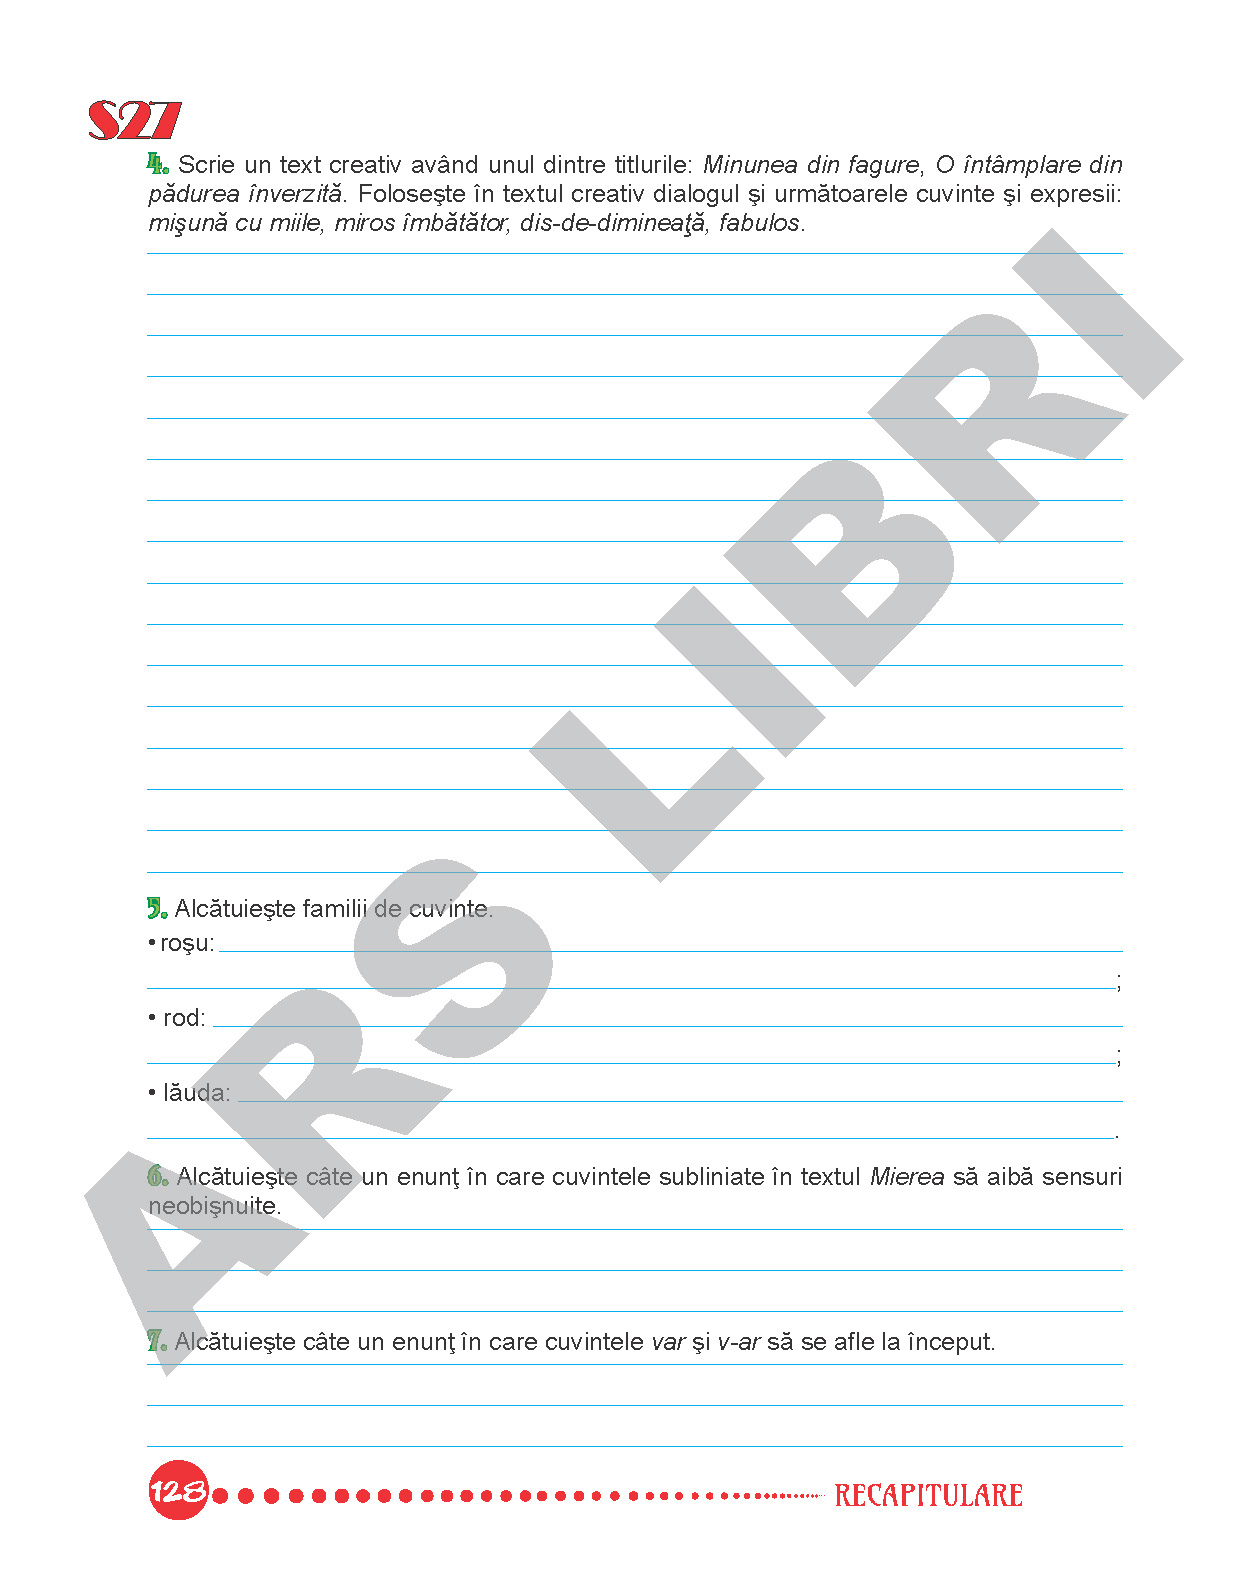 S27
4. Scrie un text creativ având unul dintre titlurile: Minunea din fagure, O întâmplare din
pădurea înverzită. Foloseşte în textul creativ dialogul şi următoarele cuvinte şi expresii:
mişună cu miile, miros îmbătător, dis-de-dimineaţă, fabulos.
5. Alcătuieşte familii de cuvinte.
• roşu:
;
• rod:
;
• lăuda:
.
6. Alcătuieşte câte un enunţ în care cuvintele subliniate în textul Mierea să aibă sensuri
neobişnuite.
7. Alcătuieşte câte un enunţ în care cuvintele var şi v-ar să se afle la început.
128
RECAPITULARE
ARS LIBRI